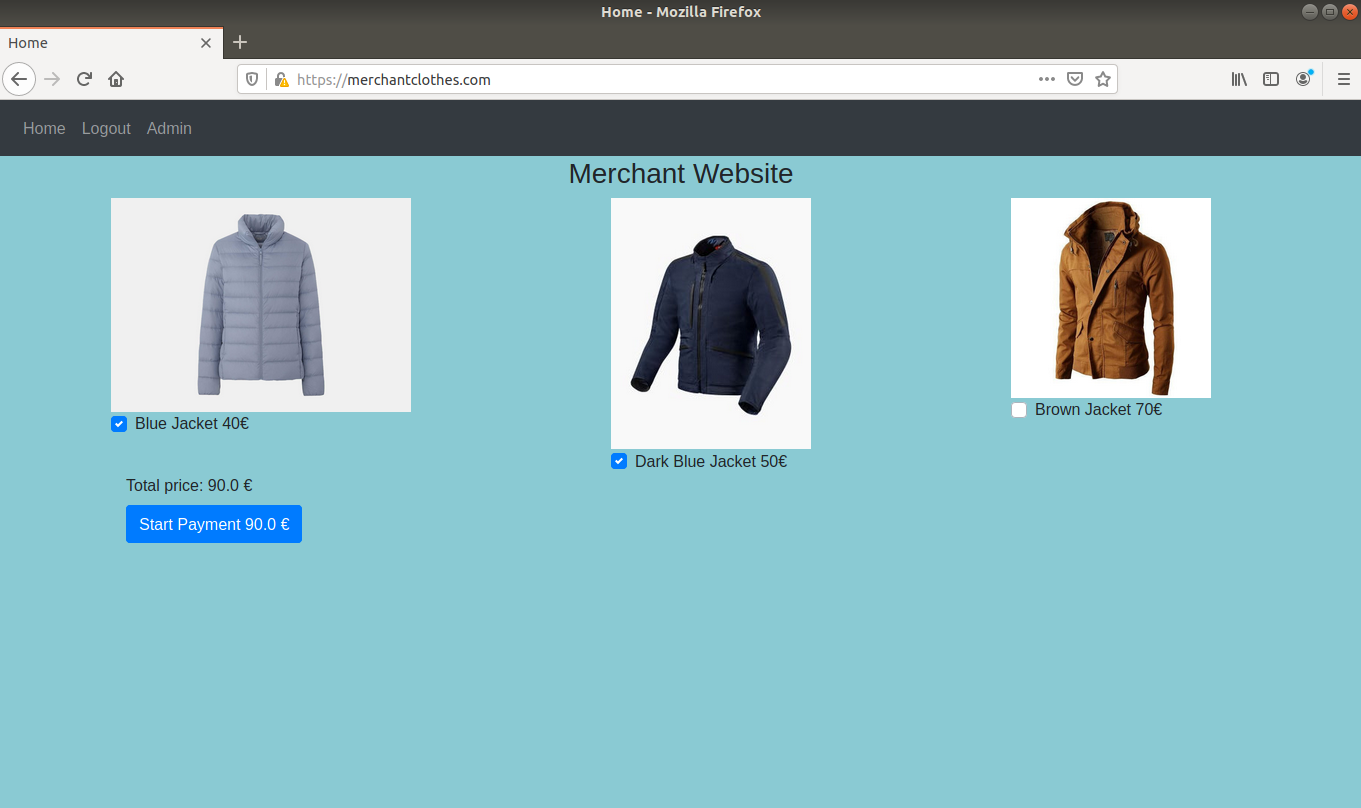 Home - Mozilla Firefox
Home
https://merchantclothes.com
Home Logout Admin
Merchant Website
Blue Jacket 40€
Dark Blue Jacket 50€
Brown Jacket 70€
Total price: 90.0 €
Start Payment 90.0 €